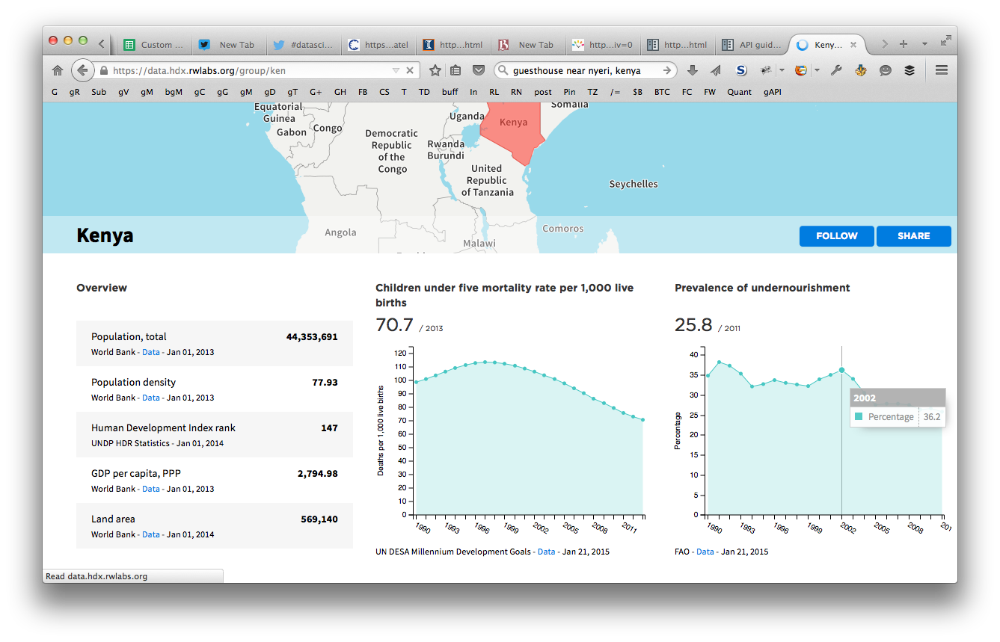 Custom ...
New Tab
#datasci...
https...atel
http...html
New Tab
http...iv=0
http...html
API guid...
Keny...
https://data.hdx.rwlabs.org/group/ken
guesthouse near nyeri, kenya
G gR Sub gV gM bgM gC gG gM gD gT G+ GH FB CS T TD buff In RL RN post Pin TZ /= $B BTC FC FW Quant gAPI
Equatorial
Guinea
Gabon
Congo
Democratic
Republic
of the
Congo
Uganda
Rwanda
Burundi
Kenya
Somalia
United
Republic
of Tanzania
Seychelles
Angola
Malawi
Comoros
Kenya
FOLLOW
SHARE
Overview
Population, total 44,353,691
World Bank - Data - Jan 01, 2013
Population density 77.93
World Bank - Data - Jan 01, 2013
Human Development Index rank 147
UNDP HDR Statistics - Jan 01, 2014
GDP per capita, PPP 2,794.98
World Bank - Data - Jan 01, 2013
Land area 569,140
World Bank - Data - Jan 01, 2014
Children under five mortality rate per 1,000 live
births
70.7 / 2013
Deaths per 1,000 live births
120
110
100
90
80
70
60
50
40
30
20
10
0
1990 1993 1996 1999 2002 2005 2008 2011
UN DESA Millennium Development Goals - Data - Jan 21, 2015
Prevalence of undernourishment
25.8 / 2011
Percentage
40
35
30
25
20
15
10
5
0
2002
Percentage 36.2
1990 1993 1996 1999 2002 2005 2008 201
FAO - Data - Jan 21, 2015
Read data.hdx.rwlabs.org